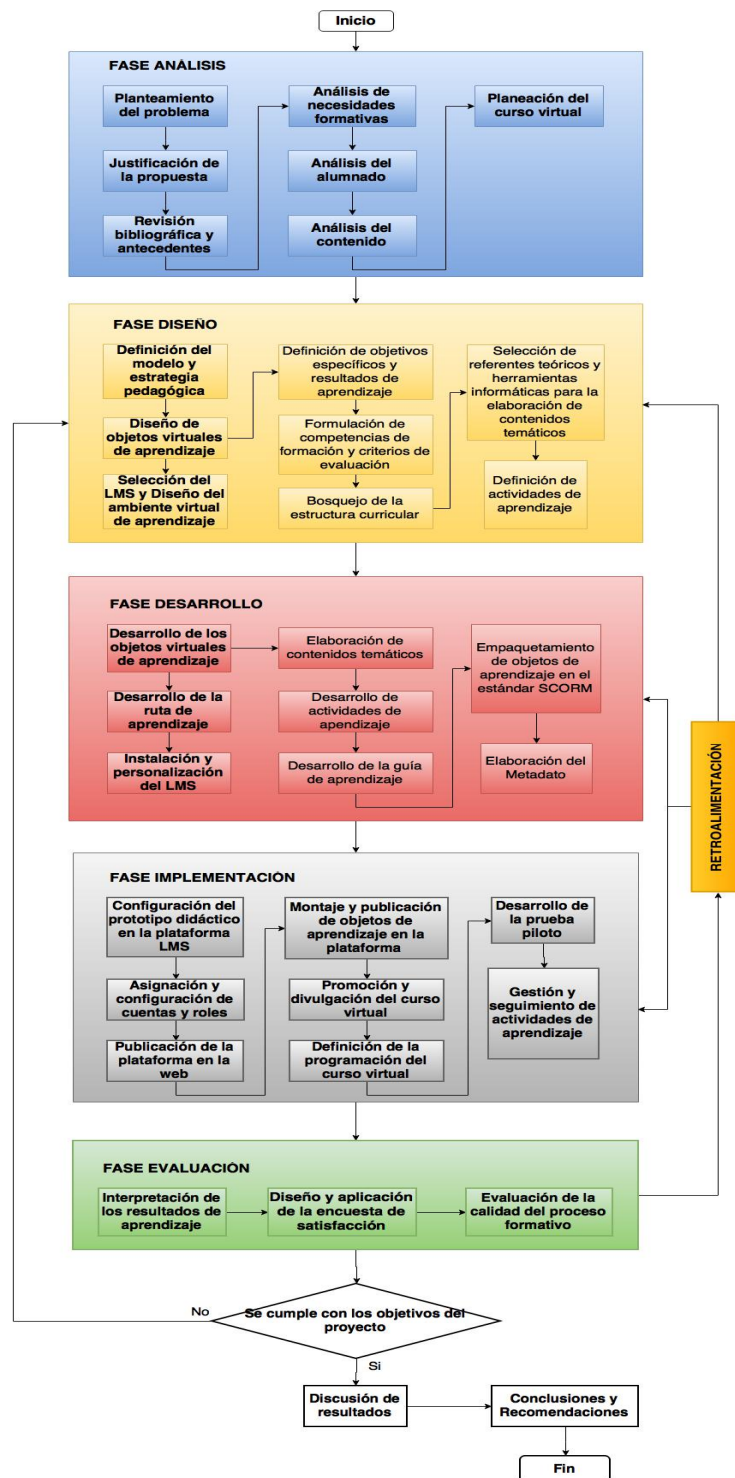 Inicio
FASE ANÁLISIS
Planteamiento
del problema
Justificación de
la propuesta
Revisión
bibliográfica y
antecedentes
Análisis de
necesidades
formativas
Análisis del
alumnado
Análisis del
contenido
Planeación del
curso virtual
FASE DISEÑO
Definición del
modelo y
estrategia
pedagógica
Diseño de
objetos virtuales
de aprendizaje
Selección del
LMS y Diseño del
ambiente virtual
de aprendizaje
Definición de objetivos
específicos y
resultados de
aprendizaje
Formulación de
competencias de
formación y criterios de
evaluación
Bosquejo de la
estructura curricular
Selección de
referentes teóricos y
herramientas
informáticas para la
elaboración de
contenidos
temáticos
Definición de
actividades de
aprendizaje
FASE DESARROLLO
Desarrollo de los
objetos virtuales
de aprendizaje
Desarrollo de la
ruta de
aprendizaje
Instalación y
personalización
del LMS
Elaboración de
contenidos temáticos
Desarrollo de
actividades de
apendizaje
Desarrollo de la guía
de aprendizaje
Empaquetamiento
de objetos de
aprendizaje en el
estándar SCORM
Elaboración del
Metadato
RETROALIMENTACIÓN
FASE IMPLEMENTACIÓN
Configuración del
prototipo didáctico
en la plataforma
LMS
Asignación y
configuración de
cuentas y roles
Publicación de la
plataforma en la
web
Montaje y publicación
de objetos de
aprendizaje en la
plataforma
Promoción y
divulgación del curso
virtual
Definición de la
programación del
curso virtual
Desarrollo de
la prueba
piloto
Gestión y
seguimiento de
actividades de
aprendizaje
FASE EVALUACIÓN
Interpretación de
los resultados de
aprendizaje
Diseño y aplicación
de la encuesta de
satisfacción
Evaluación de la
calidad del proceso
formativo
No
Se cumple con los objetivos del
proyecto
Si
Discusión de
resultados
Conclusiones y
Recomendaciones
Fin